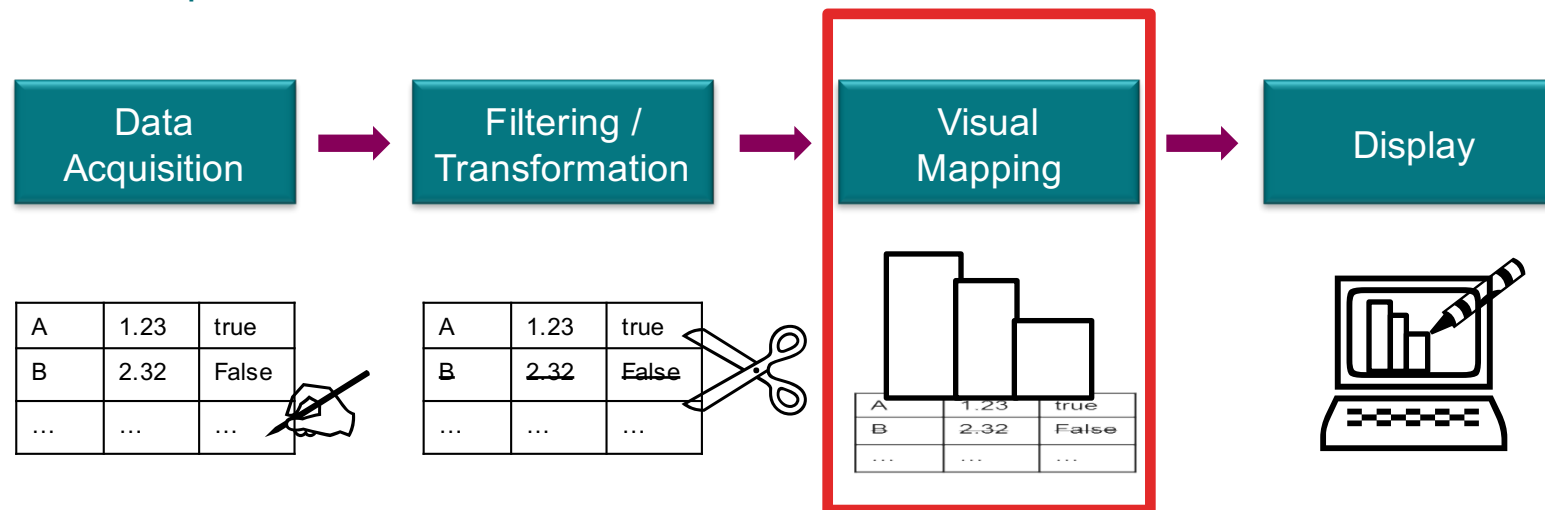 Data
Acquisition
Filtering /
Transformation
Visual
Mapping
Display
A 1.23 true
B 2.32 False
… … …
A 1.23 true
B 2.32 False
… … …
A 1.23 true
B 2.32 False
… … …